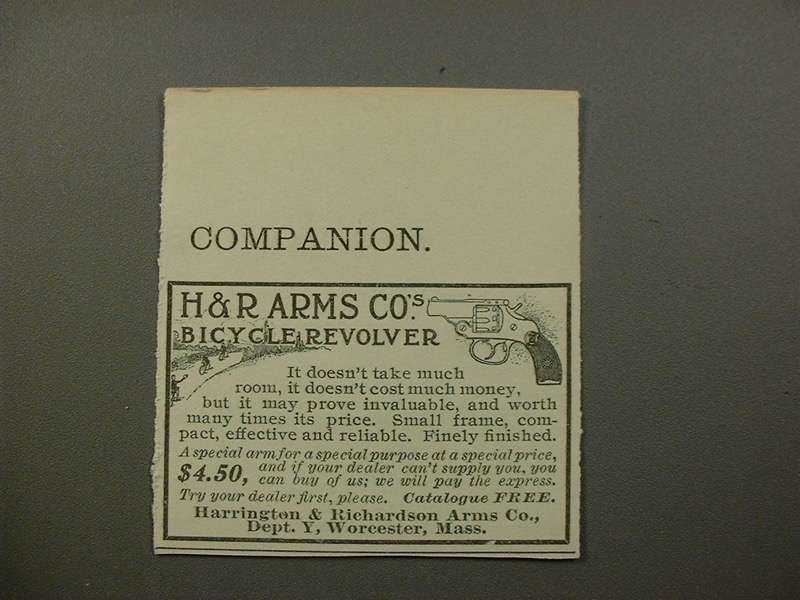 COMPANION.
H & R ARMS CO.'S
BICYCLE REVOLVER
It doesn't take much
room, it doesn't cost much money,
but it may prove invaluable, and worth
many times its price. Small frame, com-
pact, effective and reliable. Finely finished.
A special arm for a special purpose at a special price,
$4.50, and if your dealer can't supply you, you
can buy of us; we will pay the express.
Try your dealer first, please. Catalogue FREE.
Harrington & Richardson Arms Co.,
Dept. Y, Worcester, Mass.